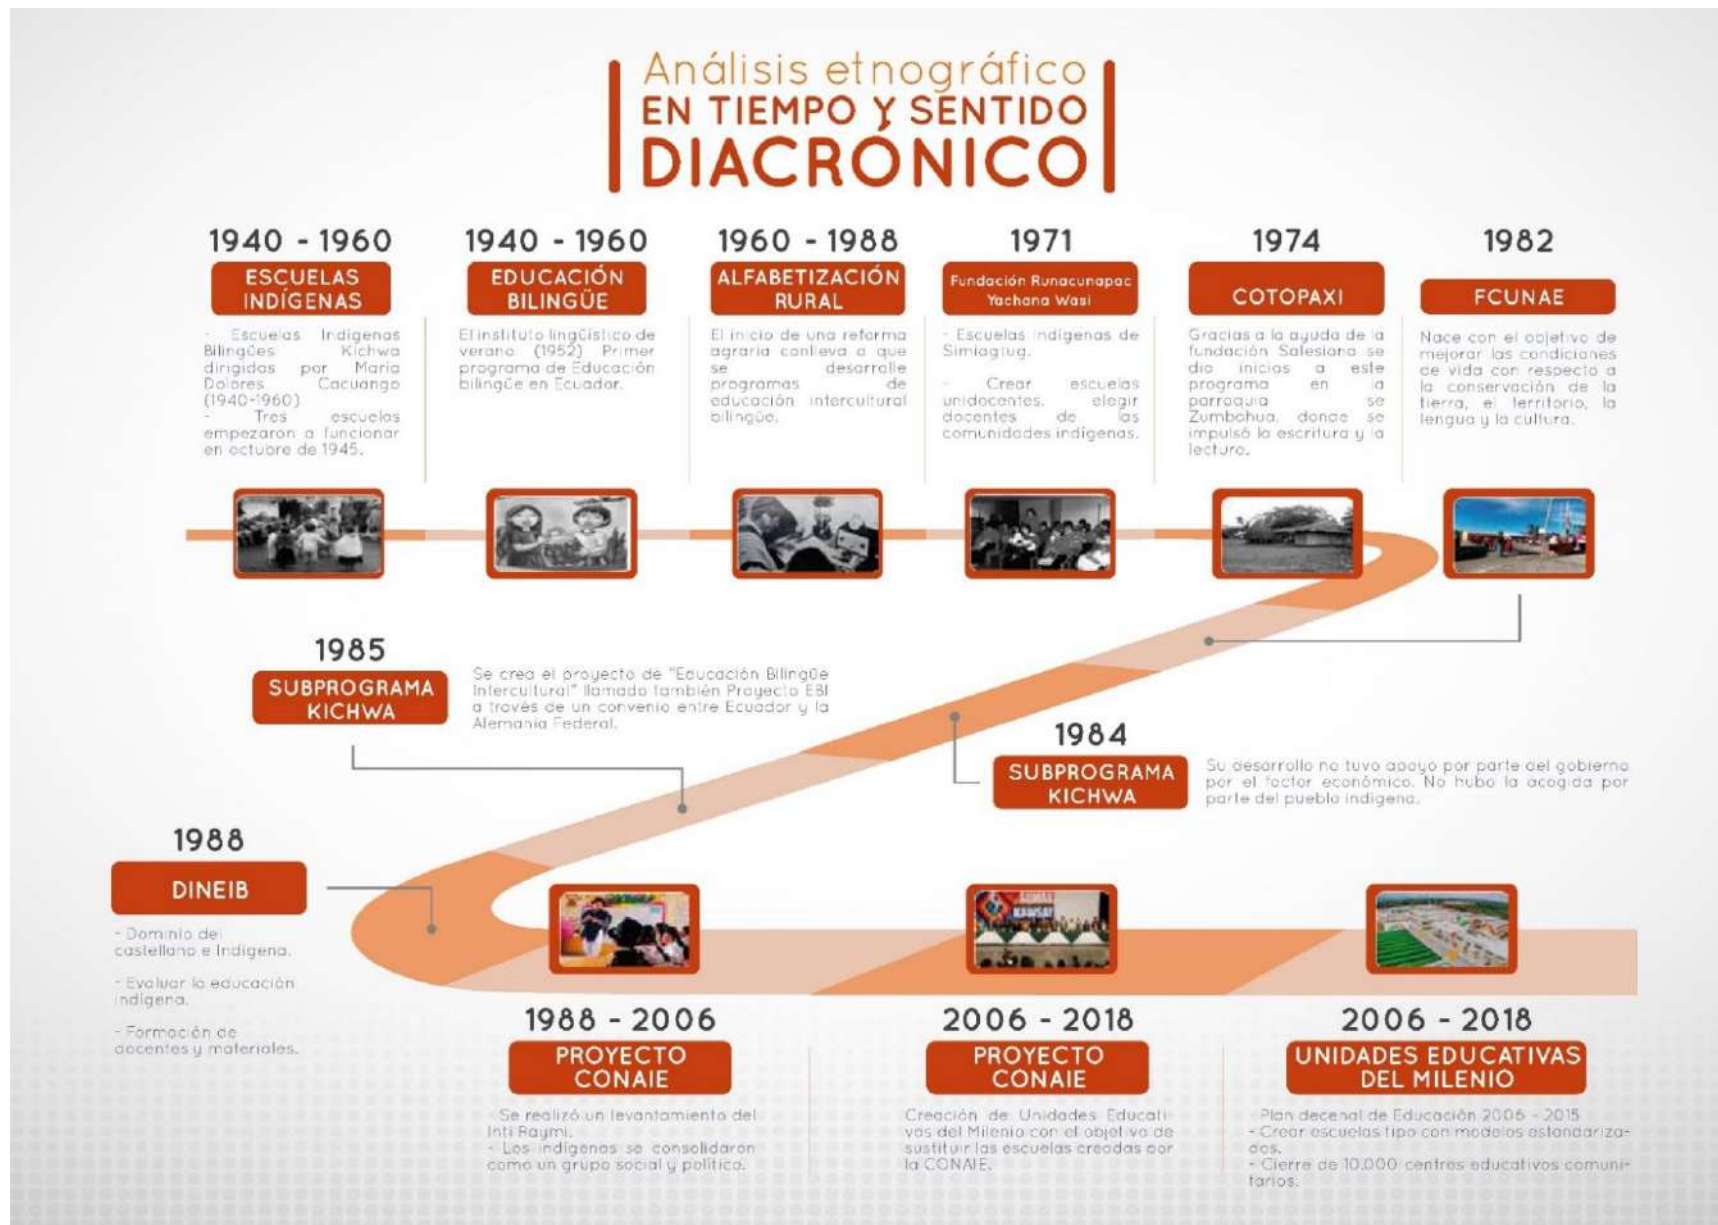 Análisis etnográfico
EN TIEMPO Y SENTIDO
DIACRÓNICO
1940 - 1960
ESCUELAS
INDÍGENAS
- Escuelas Indígenas
Bilingües Kichwa
dirigidas por María
Dolores Cacuango
(1940-1960)
- Tres escuelas
empezaron a funcionar
en octubre de 1945.
1940 - 1960
EDUCACIÓN
BILINGÜE
El instituto lingüístico de
verano (1952) Primer
programa de Educación
bilingüe en Ecuador.
1960 - 1988
ALFABETIZACIÓN
RURAL
El inicio de una reforma
agraria conlleva a que
se desarrolle
programas de
educación intercultural
bilingüe.
1971
Fundación Runacunapac
Yachana Wasi
- Escuelas indígenas de
Simiagtug.
- Crear escuelas
unidocentes, elegir
docentes de las
comunidades indígenas.
1974
COTOPAXI
Gracias a la ayuda de la
fundación Salesiana se
dio inicios a este
programa en la
parroquia se
Zumbahua, donde se
impulsó la escritura y la
lectura.
1982
FCUNAE
Nace con el objetivo de
mejorar las condiciones
de vida con respecto a
la conservación de la
tierra, el territorio, la
lengua y la cultura.
1985
SUBPROGRAMA
KICHWA
Se crea el proyecto de "Educación Bilingüe
Intercultural" llamado también Proyecto EBI
a través de un convenio entre Ecuador y la
Alemania Federal.
1984
SUBPROGRAMA
KICHWA
Su desarrollo no tuvo apoyo por parte del gobierno
por el factor económico. No hubo la acogida por
parte del pueblo indígena.
1988
DINEIB
- Dominio del
castellano e Indígena.
- Evaluar la educación
indígena.
- Formación de
docentes y materiales.
KAWSAY
1988 - 2006
PROYECTO
CONAIE
- Se realizó un levantamiento del
Inti Raymi.
- Los indígenas se consolidaron
como un grupo social y político.
2006 - 2018
PROYECTO
CONAIE
Creación de Unidades Educati-
vas del Milenio con el objetivo de
sustituir las escuelas creadas por
la CONAIE.
2006 - 2018
UNIDADES EDUCATIVAS
DEL MILENIO
- Plan decenal de Educación 2006 - 2015
- Crear escuelas tipo con modelos estandariza-
dos.
- Cierre de 10.000 centros educativos comuni-
tarios.